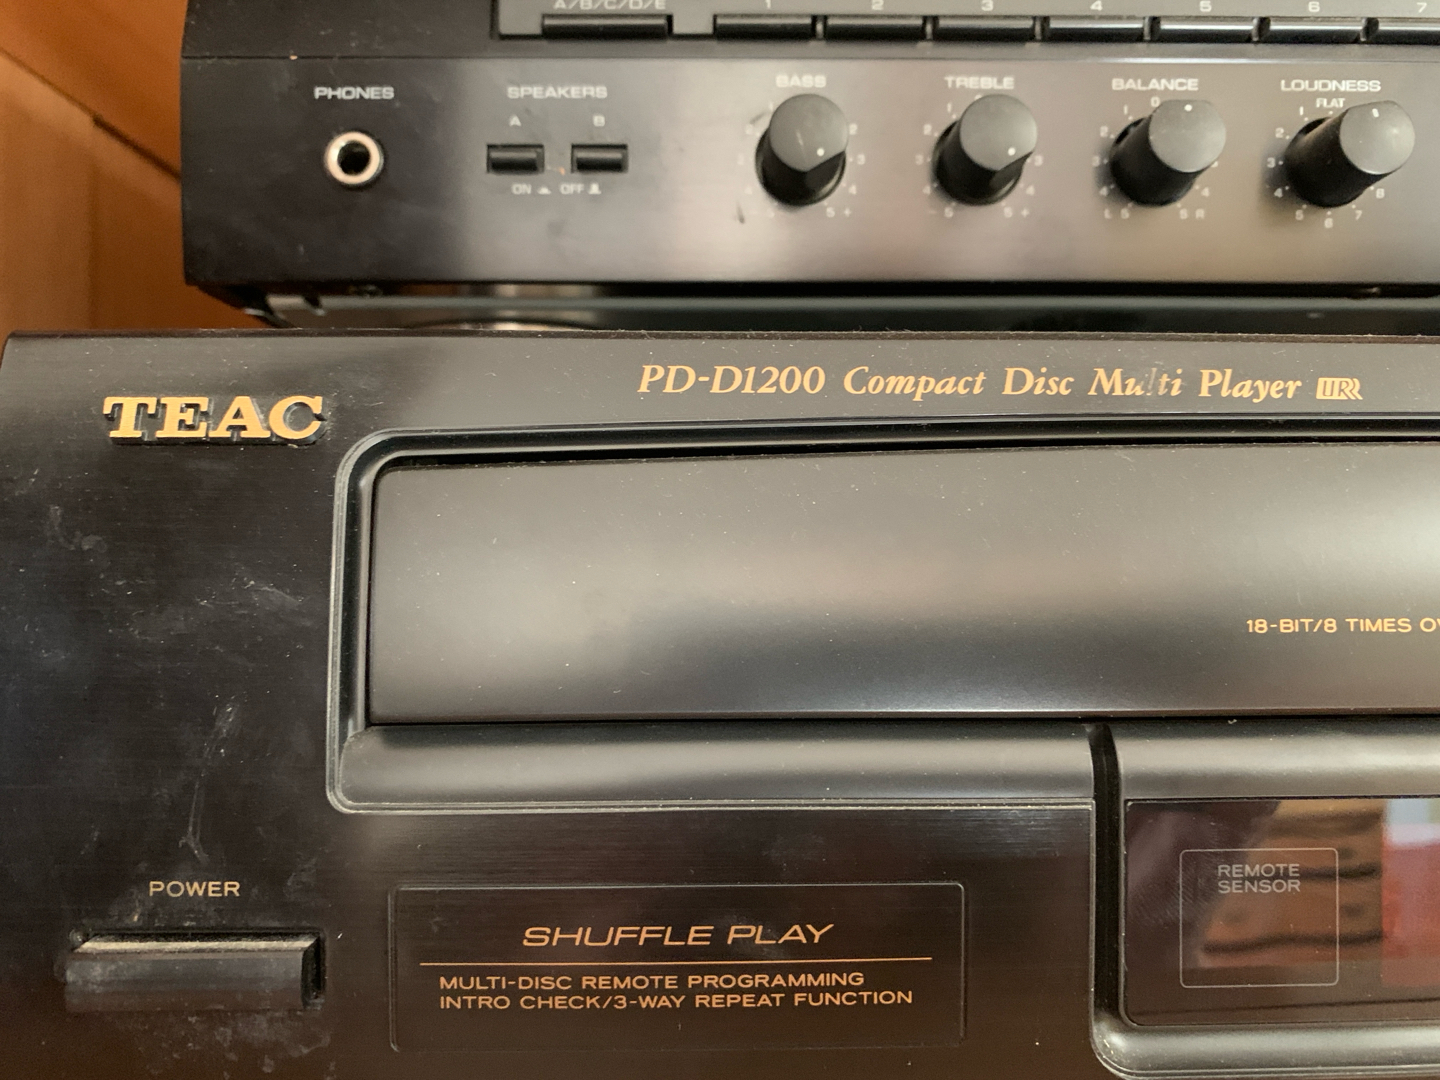 A/B/C/D/E 1 2 3 4 5 6 7
PHONES SPEAKERS BASS TREBLE BALANCE LOUDNESS
A B 0 FLAT
ON OFF
TEAC
PD-D1200 Compact Disc Multi Player URR
18-BIT/8 TIMES
POWER
REMOTE
SENSOR
SHUFFLE PLAY
MULTI-DISC REMOTE PROGRAMMING
INTRO CHECK/3-WAY REPEAT FUNCTION